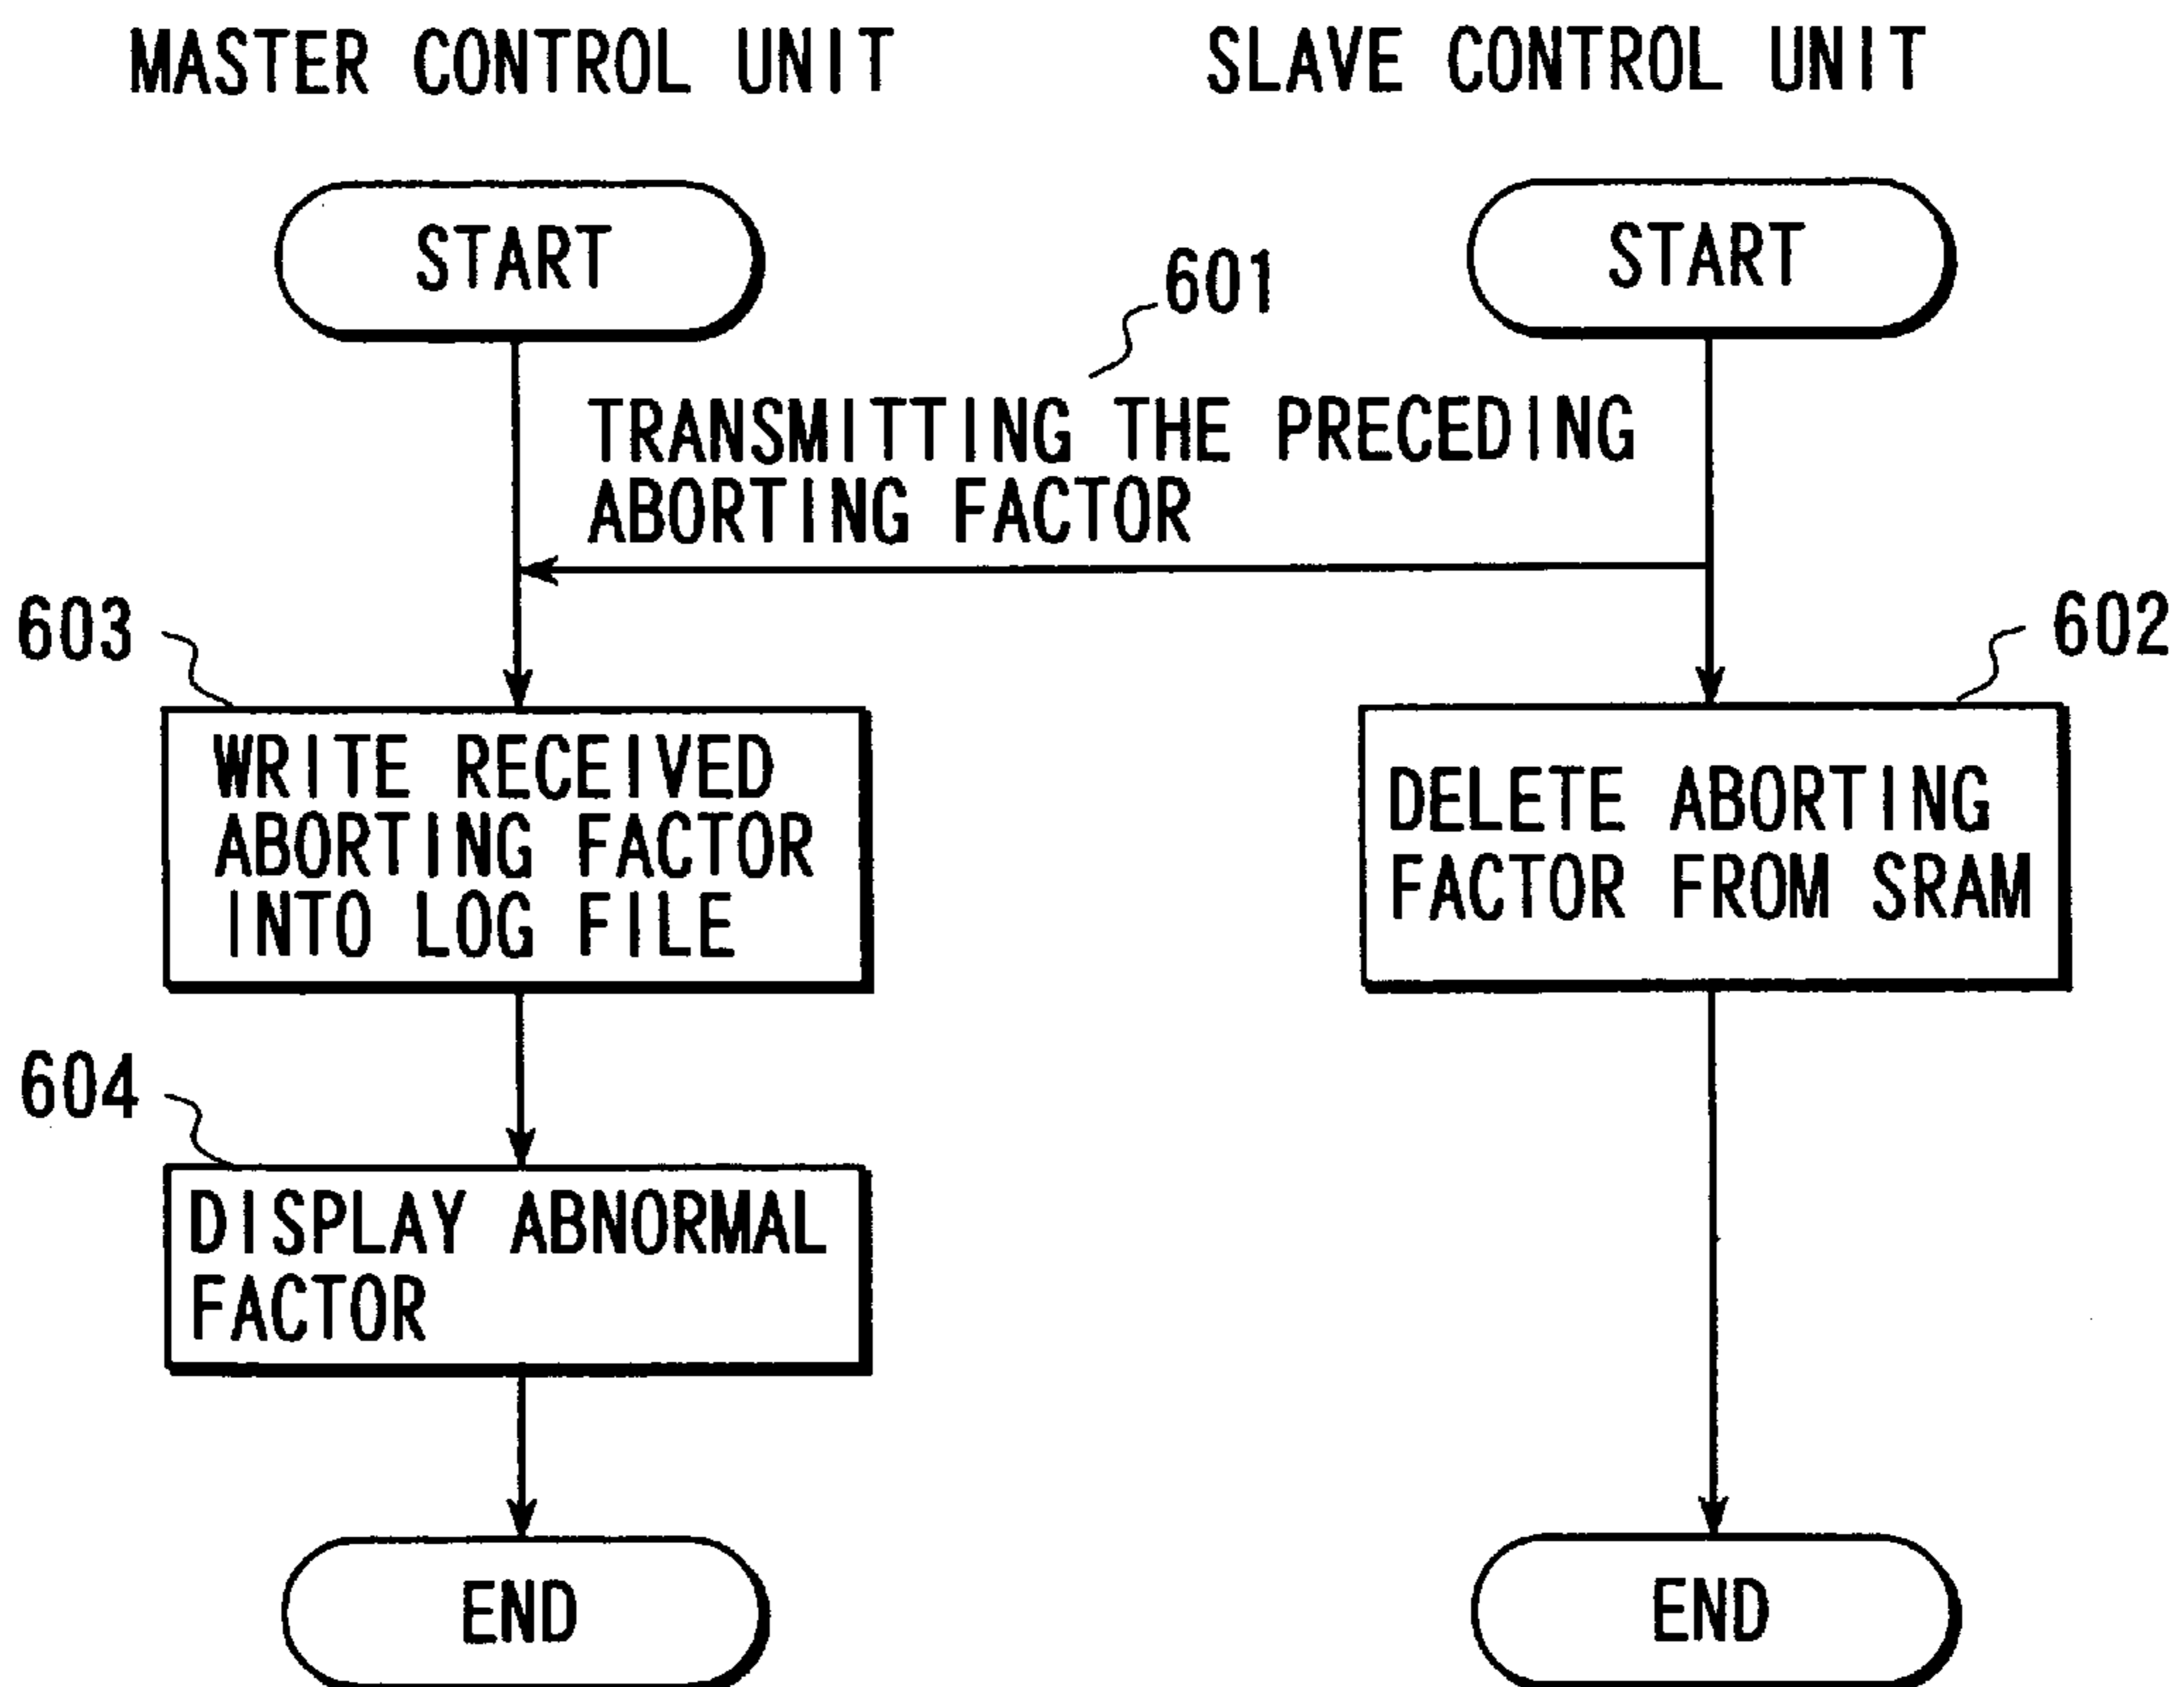 MASTER CONTROL UNIT
SLAVE CONTROL UNIT
START
START
601
TRANSMITTING THE PRECEDING
ABORTING FACTOR
603
602
WRITE RECEIVED
ABORTING FACTOR
INTO LOG FILE
DELETE ABORTING
FACTOR FROM SRAM
604
DISPLAY ABNORMAL
FACTOR
END
END